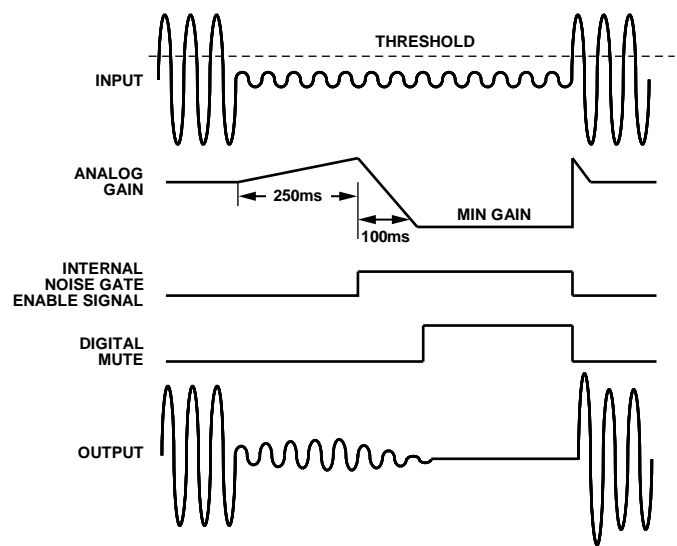 THRESHOLD
INPUT
ANALOG
GAIN
250ms
100ms
MIN GAIN
INTERNAL
NOISE GATE
ENABLE SIGNAL
DIGITAL
MUTE
OUTPUT